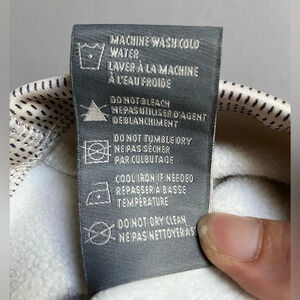 MACHINE WASH COLD
WATER
LAVER À LA MACHINE
À L'EAU FROIDE
DO NOT BLEACH
NE PAS UTILISER D'AGENT
DE BLANCHIMENT
DO NOT TUMBLE DRY
NE PAS SÉCHER
PAR CULBUTAGE
COOL IRON IF NEEDED
REPASSER À BASSE
TEMPÉRATURE
DO NOT DRY CLEAN
NE PAS NETTOYER À